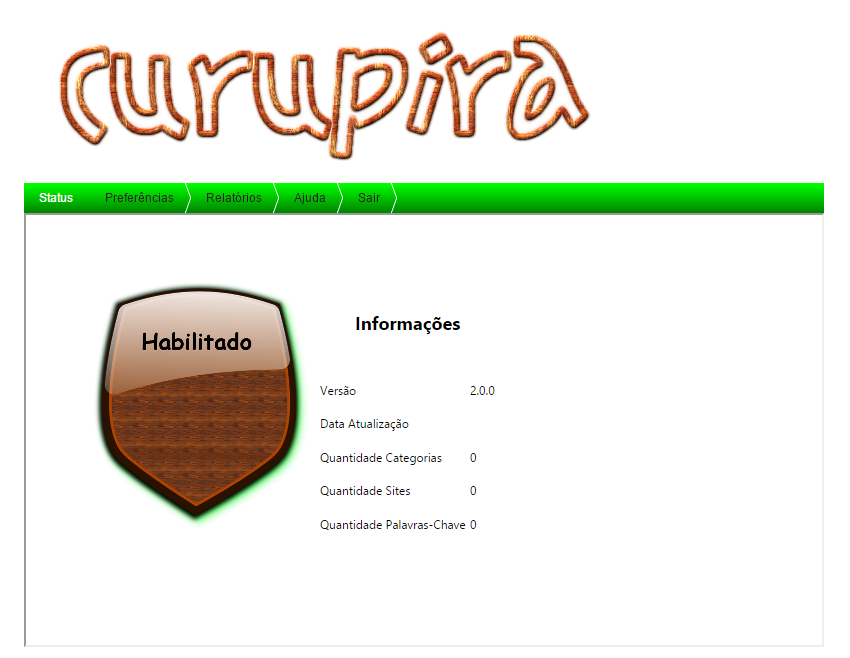 curupira
Status Preferências Relatórios Ajuda Sair
Habilitado
Informações
Versão 2.0.0
Data Atualização
Quantidade Categorias 0
Quantidade Sites 0
Quantidade Palavras-Chave 0